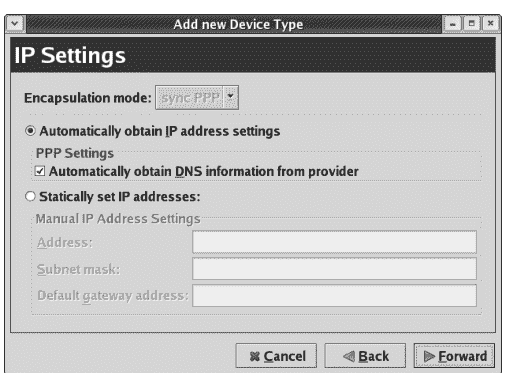 Add new Device Type
IP Settings
Encapsulation mode: sync PPP
Automatically obtain IP address settings
PPP Settings
Automatically obtain DNS information from provider
Statically set IP addresses:
Manual IP Address Settings
Address:
Subnet mask:
Default gateway address:
Cancel Back Forward